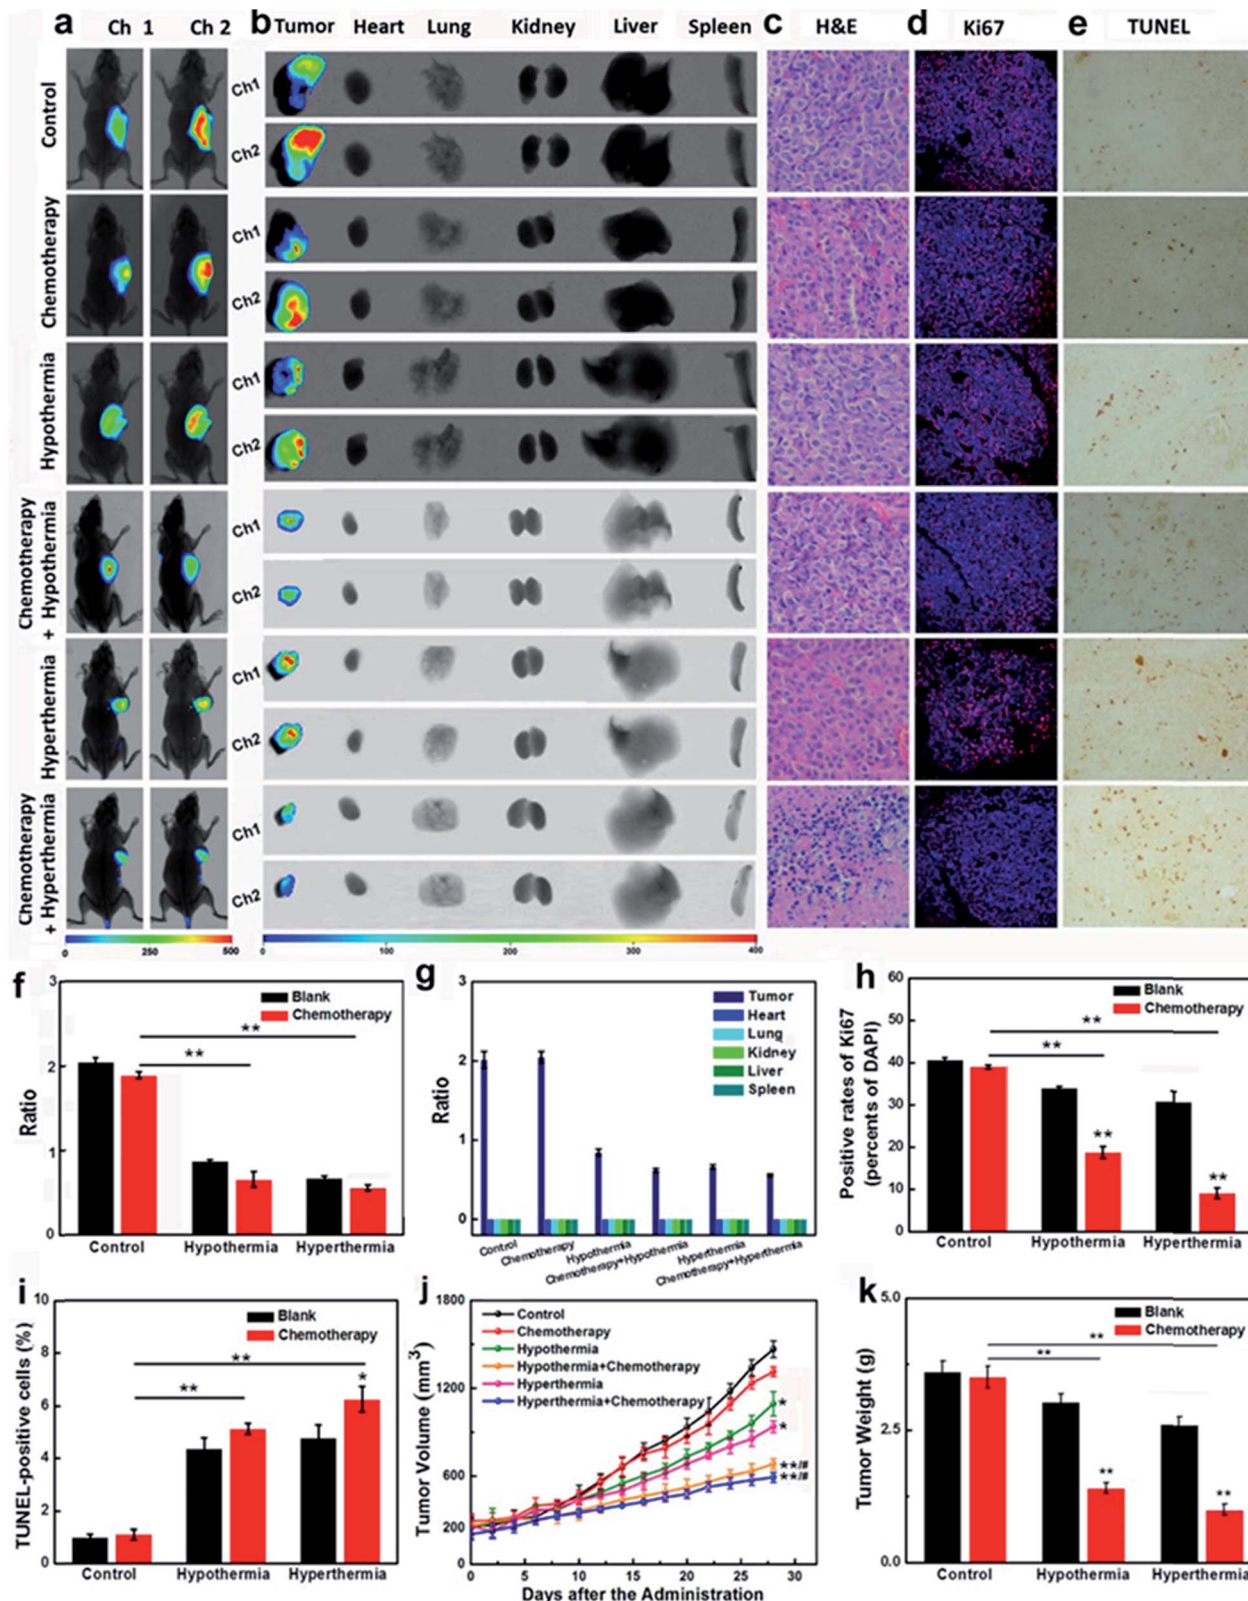 a Ch 1 Ch 2 b Tumor Heart Lung Kidney Liver Spleen c H&E d Ki67 e TUNEL
Control
Ch1
Ch2
Chemotherapy
Ch1
Ch2
Hypothermia
Ch1
Ch2
Chemotherapy
+ Hypothermia
Ch1
Ch2
Hyperthermia
Ch1
Ch2
Chemotherapy
+ Hyperthermia
Ch1
Ch2
0 250 500 0 100 200 300 400
f
3
2
1
0
Ratio
Blank
Chemotherapy
**
**
Control Hypothermia Hyperthermia
g
3
2
1
0
Ratio
Tumor
Heart
Lung
Kidney
Liver
Spleen
Control
Chemotherapy
Hypothermia
Chemotherapy+Hypothermia
Hyperthermia
Chemotherapy+Hyperthermia
h
60
50
40
30
20
10
0
Positive rates of Ki67
(percents of DAPI)
Blank
Chemotherapy
**
**
**
**
Control Hypothermia Hyperthermia
i
10
8
6
4
2
0
TUNEL-positive cells (%)
Blank
Chemotherapy
**
*
**
Control Hypothermia Hyperthermia
j
1800
1200
600
200
0
Tumor Volume (mm3)
Control
Chemotherapy
Hypothermia
Hypothermia+Chemotherapy
Hyperthermia
Hyperthermia+Chemotherapy
*
*
**/#
**/#
0 5 10 15 20 25 30
Days after the Administration
k
5.0
2.5
0.0
Tumor Weight (g)
Blank
Chemotherapy
**
**
**
**
Control Hypothermia Hyperthermia